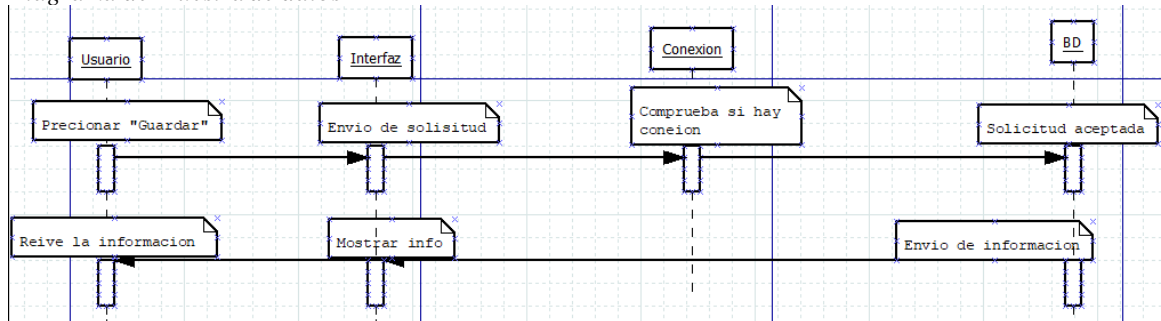 Usuario
Interfaz
Conexion
BD
Precionar "Guardar"
Envio de solisitud
Comprueba si hay
coneion
Solicitud aceptada
Reive la informacion
Mostrar info
Envio de informacion